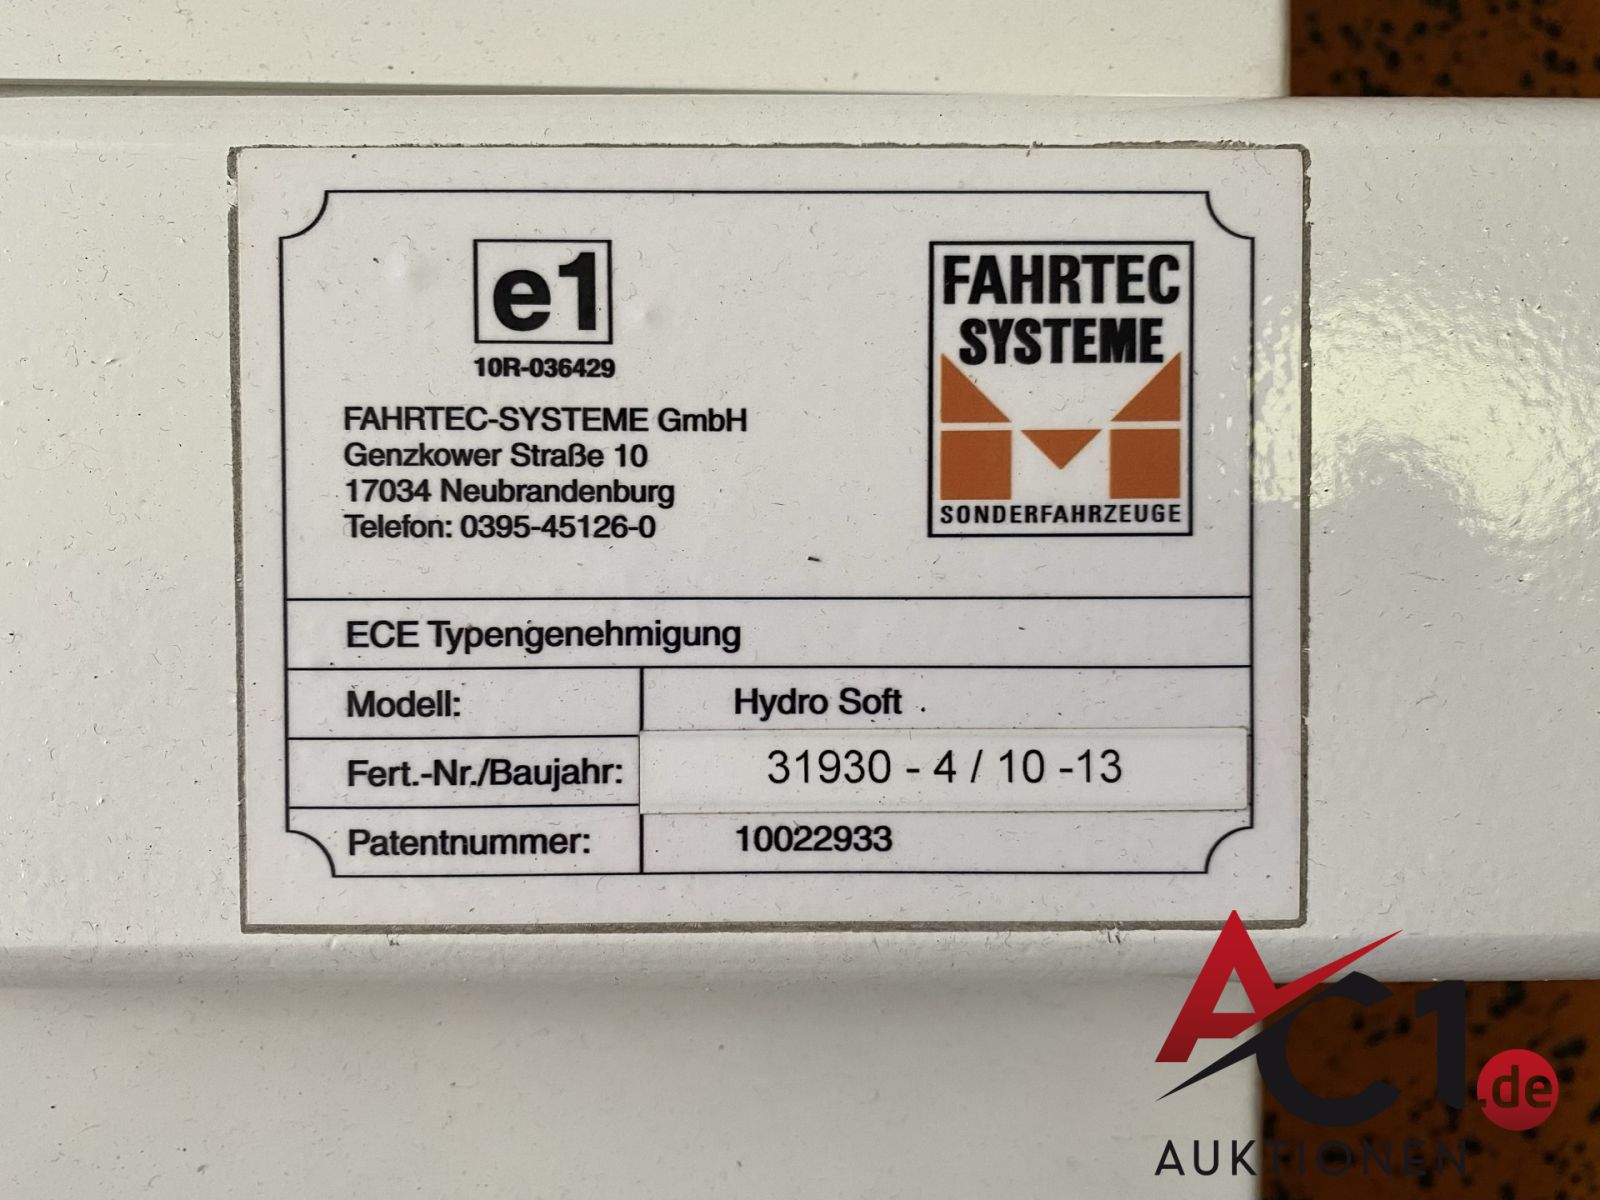 e1
10R-036429
FAHRTEC-SYSTEME GmbH
Genzkower Straße 10
17034 Neubrandenburg
Telefon: 0395-45126-0
FAHRTEC
SYSTEME
SONDERFAHRZEUGE
ECE Typengenehmigung
Modell: Hydro Soft
Fert.-Nr./Baujahr: 31930 - 4 / 10 -13
Patentnummer: 10022933
AC1.de
AUKTIONEN